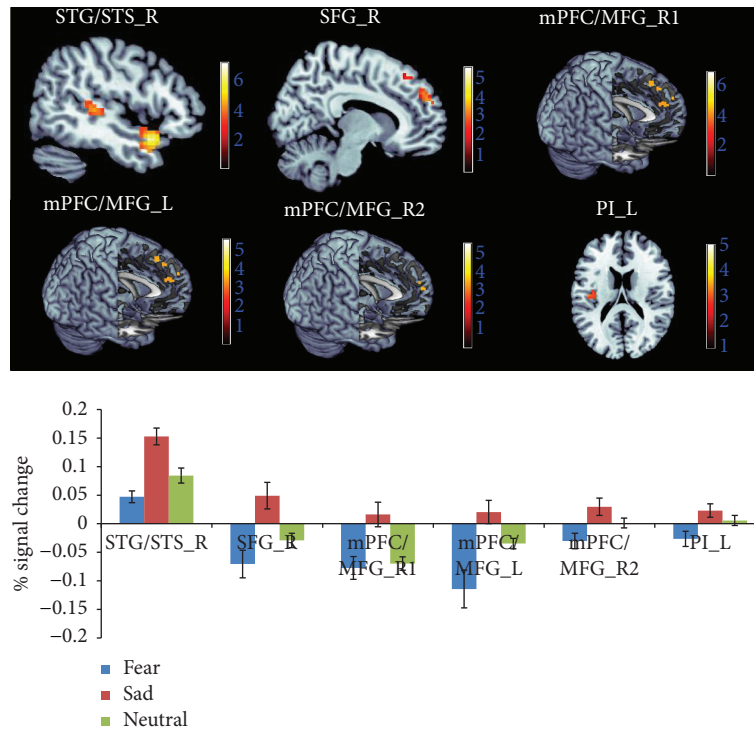 STG/STS_R
SFG_R
mPFC/MFG_R1
6
4
2
5
4
3
2
1
6
4
2
mPFC/MFG_L
mPFC/MFG_R2
PI_L
5
4
3
2
1
5
4
3
2
1
5
4
3
2
1
0.2
0.15
0.1
0.05
0
−0.05
−0.1
−0.15
−0.2
% signal change
STG/STS_R
SFG_R
mPFC/
MFG_R1
mPFC/
MFG_L
mPFC/
MFG_R2
PI_L
Fear
Sad
Neutral